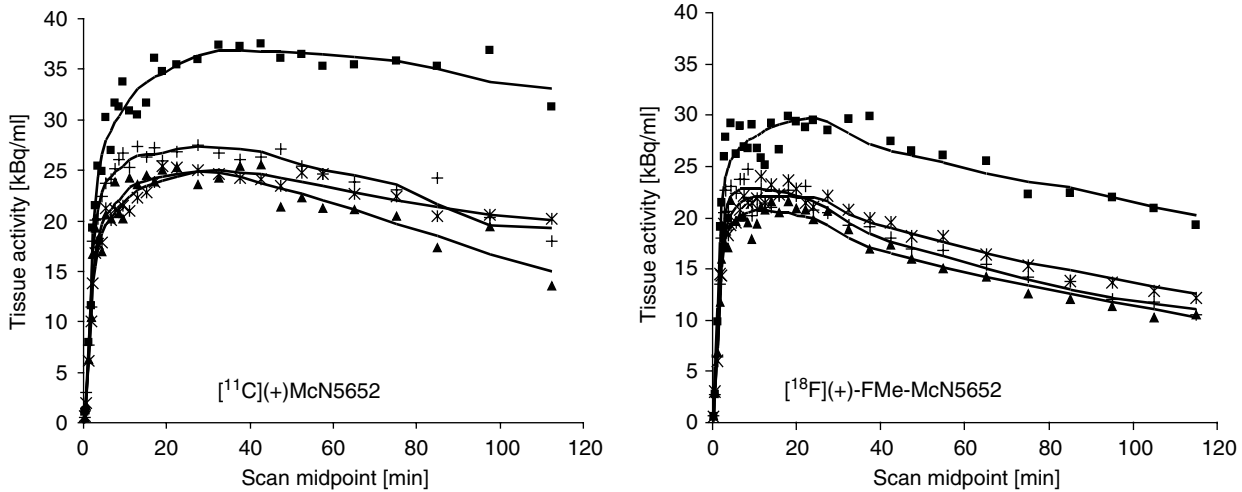 Tissue activity [kBq/ml]
40
35
30
25
20
15
10
5
0
[¹¹C](+)McN5652
0 20 40 60 80 100 120
Scan midpoint [min]
Tissue activity [kBq/ml]
40
35
30
25
20
15
10
5
0
[¹⁸F](+)-FMe-McN5652
0 20 40 60 80 100 120
Scan midpoint [min]